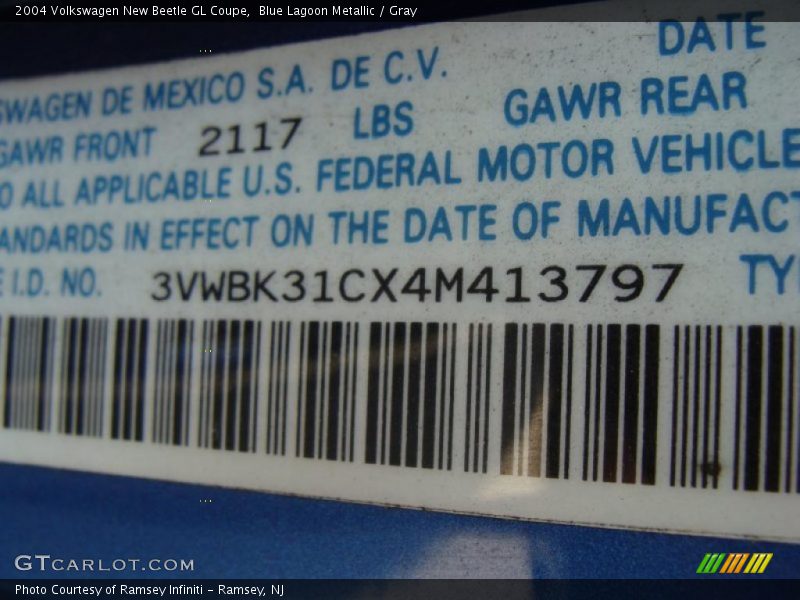 2004 Volkswagen New Beetle GL Coupe,  Blue Lagoon Metallic / Gray
DATE
SWAGEN DE MEXICO S.A. DE C.V.
GAWR FRONT 2117 LBS GAWR REAR
O ALL APPLICABLE U.S. FEDERAL MOTOR VEHICLE
ANDARDS IN EFFECT ON THE DATE OF MANUFACT
E I.D. NO. 3VWBK31CX4M413797 TYP
GTCARLOT.COM
Photo Courtesy of Ramsey Infiniti - Ramsey, NJ